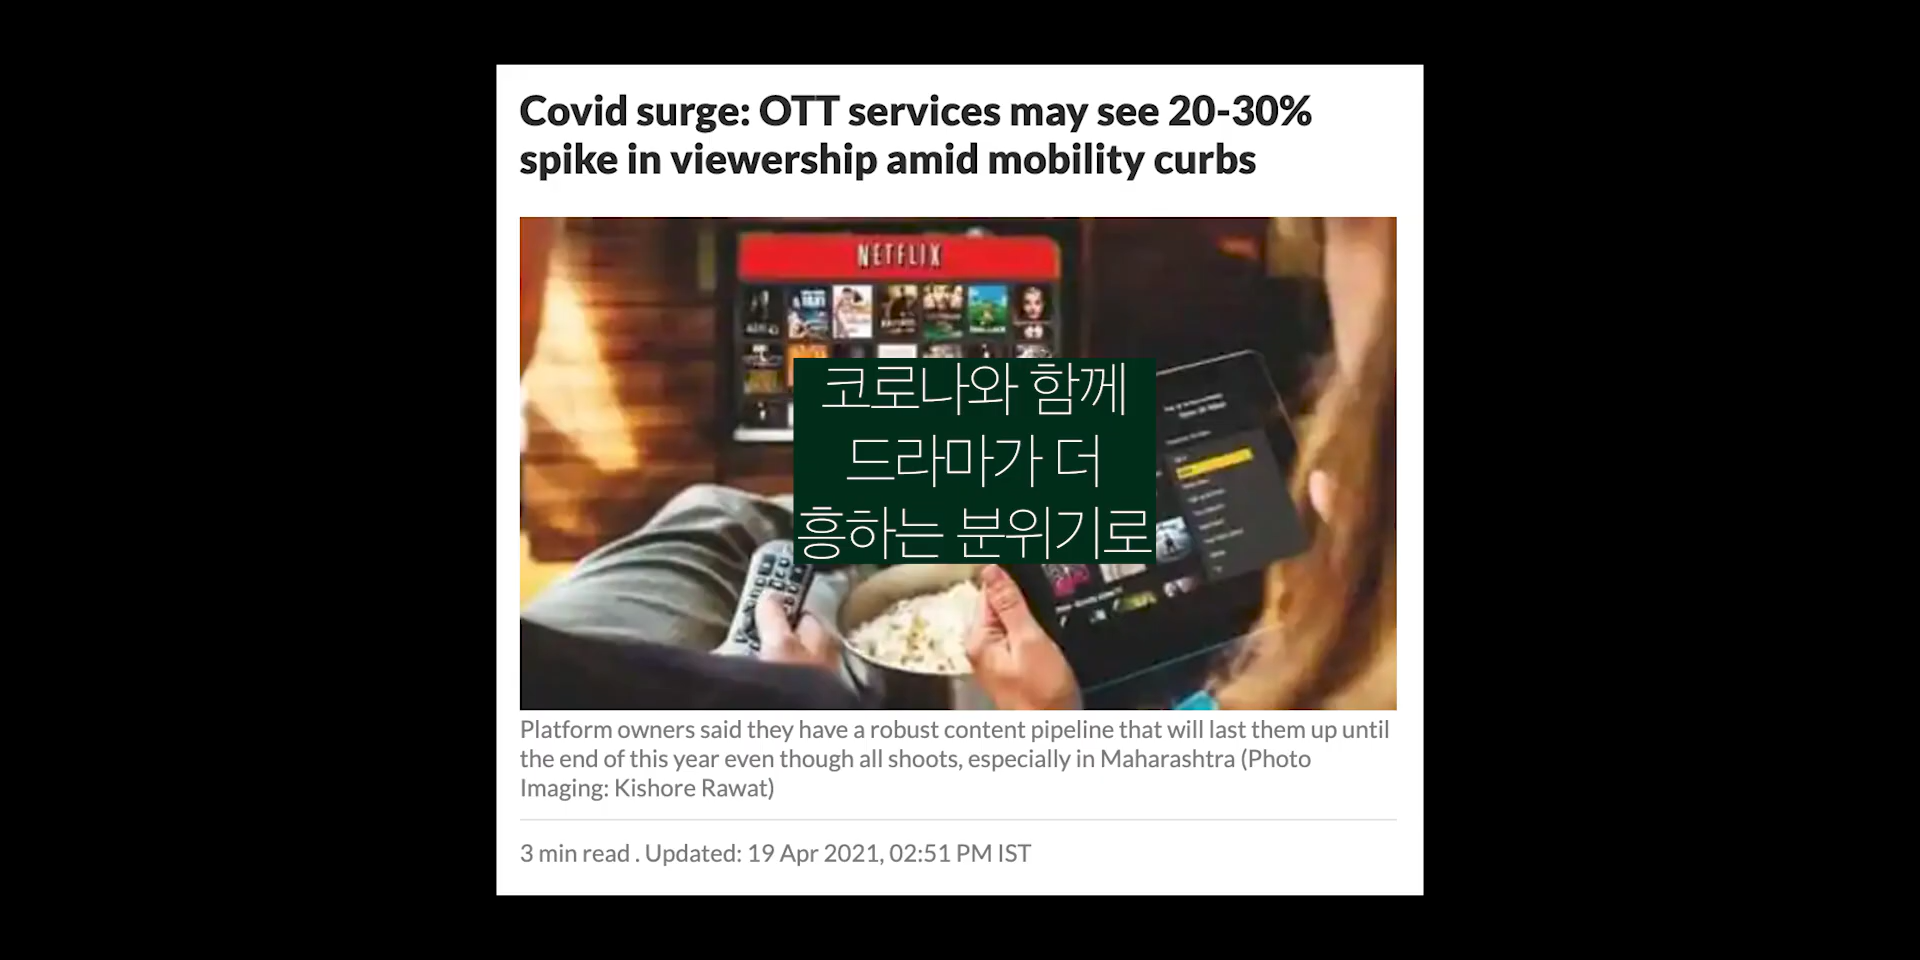 Covid surge: OTT services may see 20-30%
spike in viewership amid mobility curbs
NETFLIX
코로나와 함께
드라마가 더
흥하는 분위기로
Platform owners said they have a robust content pipeline that will last them up until
the end of this year even though all shoots, especially in Maharashtra (Photo
Imaging: Kishore Rawat)
3 min read . Updated: 19 Apr 2021, 02:51 PM IST